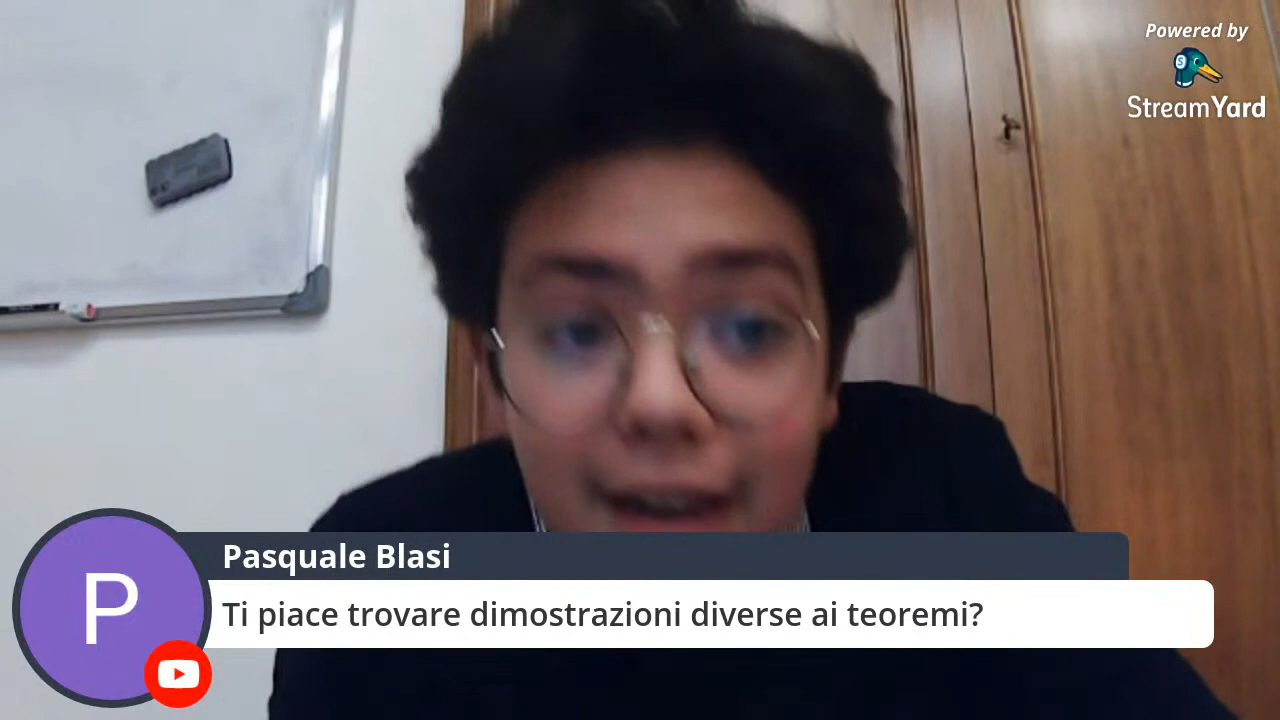 Powered by
StreamYard
Pasquale Blasi
P
Ti piace trovare dimostrazioni diverse ai teoremi?